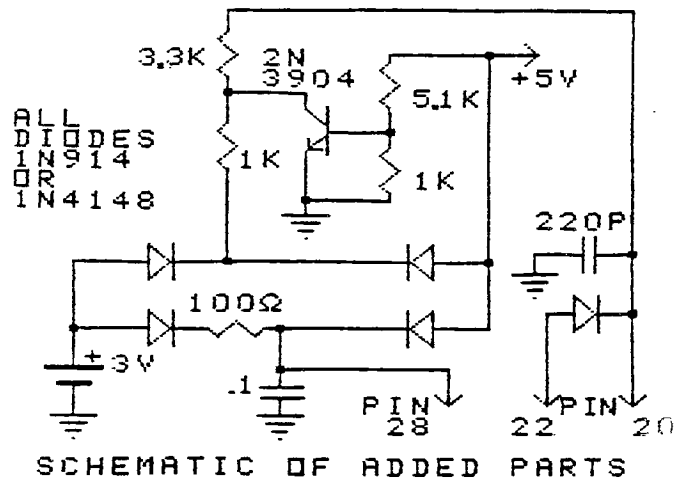 3.3K
2N
3904
+5V
5.1K
ALL
DIODES
1N914
OR
1N4148
1K
1K
220P
100Ω
+
3V
.1
PIN
28
22 PIN 20
SCHEMATIC OF ADDED PARTS